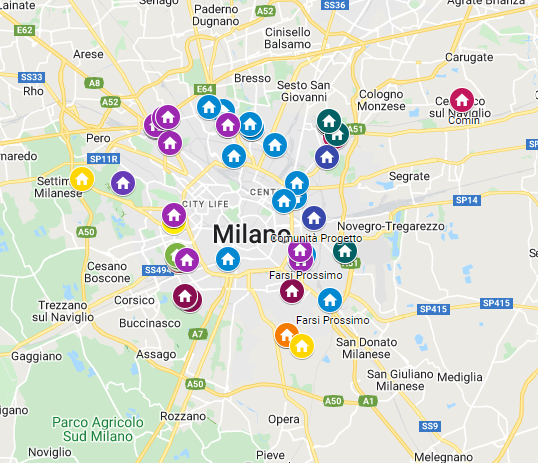 Lainate
Senago
Paderno
Dugnano
A52
SS36
Agrate Brianza
E62
Cinisello
Balsamo
Arese
Carugate
SS33
A8
E64
Bresso
Sesto San
Giovanni
Rho
A52
Cologno
Monzese
Pero
A51
sul Naviglio
Comin
SP11R
Settimo
Milanese
Segrate
SP14
CITY LIFE
CENT
A50
Milano
Comunità Progetto
Novegro-Tregarezzo
Cesano
Boscone
SS494
A51
Farsi Prossimo
Trezzano
sul Naviglio
Corsico
Buccinasco
Farsi Prossimo
SP415
SP415
A7
Gaggiano
Assago
San Donato
Milanese
San Giuliano
Milanese
Mediglia
A50
A50
A1
Rozzano
Opera
SS9
Parco Agricolo
Sud Milano
Noviglio
Pieve
Melegnano